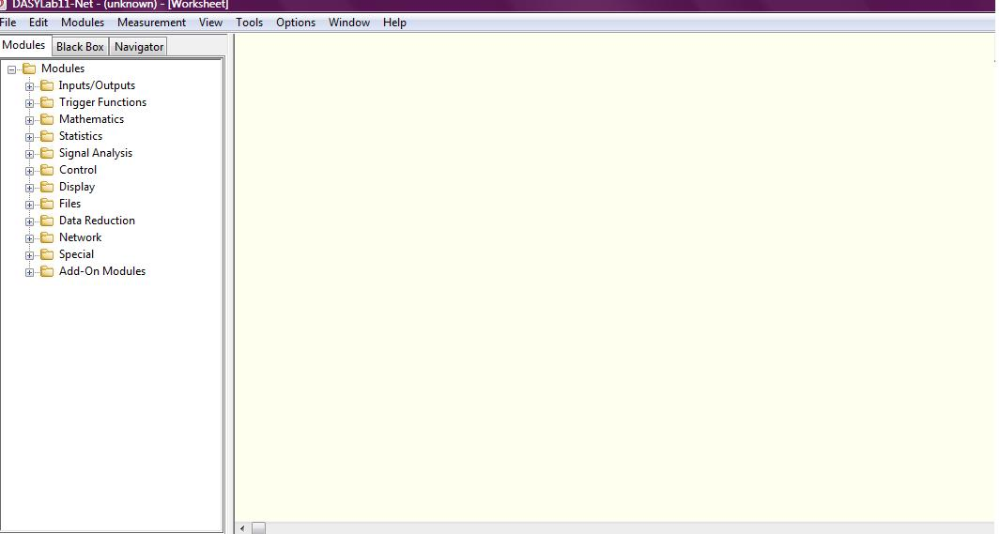 DASYLab11-Net - (unknown) - [Worksheet]
File Edit Modules Measurement View Tools Options Window Help
Modules Black Box Navigator
Modules
Inputs/Outputs
Trigger Functions
Mathematics
Statistics
Signal Analysis
Control
Display
Files
Data Reduction
Network
Special
Add-On Modules